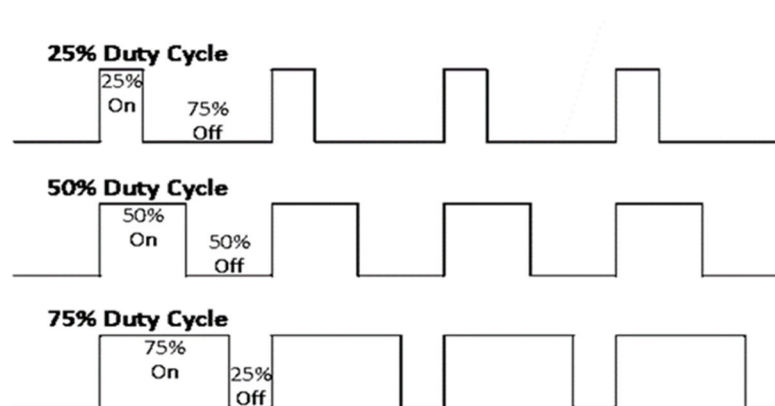 25% Duty Cycle
25%
On
75%
Off
50% Duty Cycle
50%
On
50%
Off
75% Duty Cycle
75%
On
25%
Off